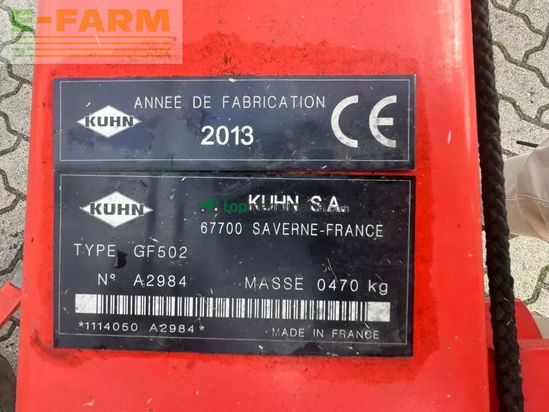 E-FARM
KUHN
ANNEE DE FABRICATION
2013
CE
KUHN
KUHN S.A.
67700 SAVERNE-FRANCE
TYPE GF502
N° A2984 MASSE 0470 kg
*1114050 A2984*
MADE IN FRANCE